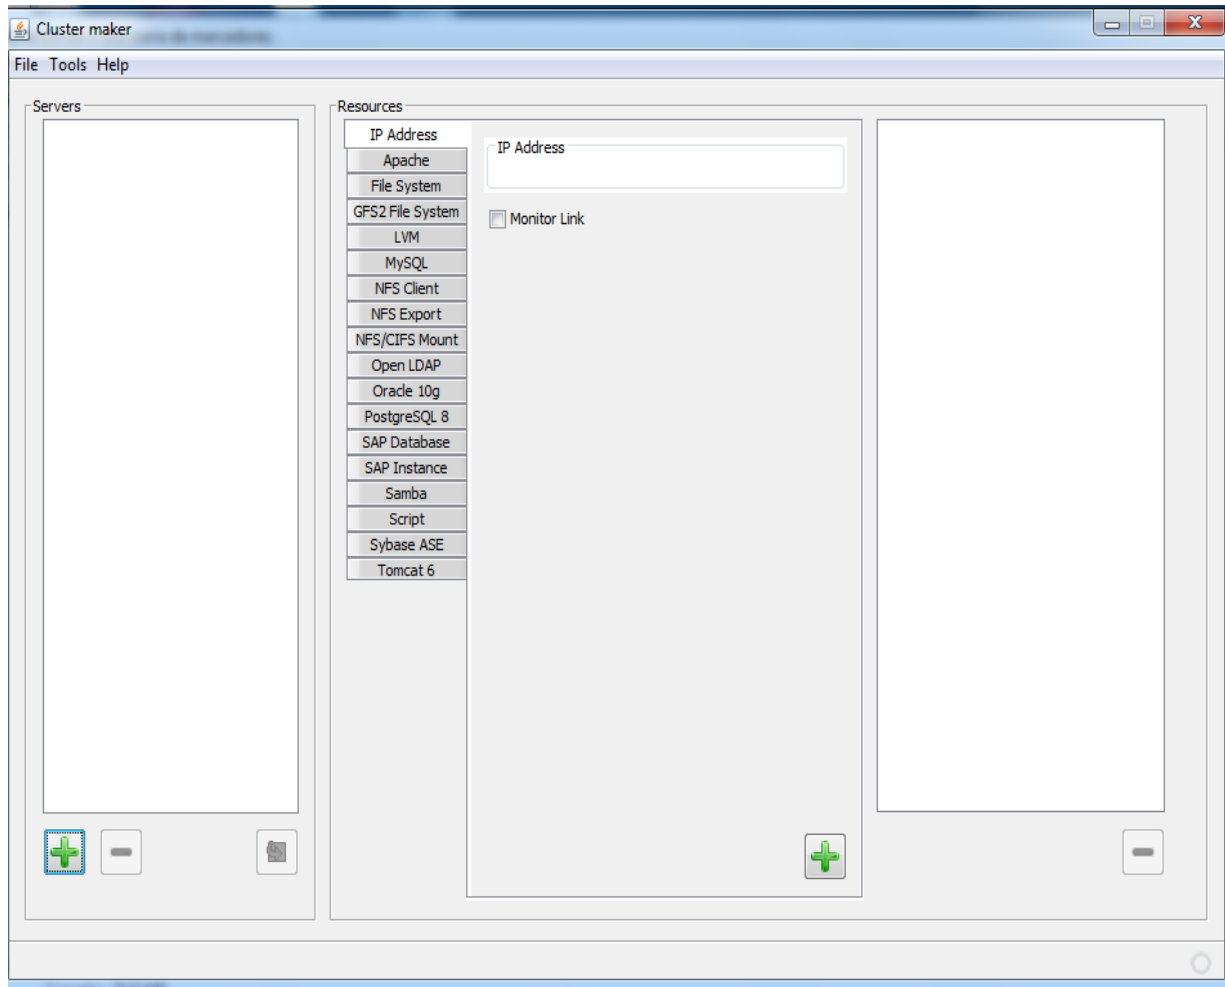 Cluster maker
File Tools Help
Servers
Resources
IP Address
Apache
File System
GFS2 File System
LVM
MySQL
NFS Client
NFS Export
NFS/CIFS Mount
Open LDAP
Oracle 10g
PostgreSQL 8
SAP Database
SAP Instance
Samba
Script
Sybase ASE
Tomcat 6
IP Address
Monitor Link